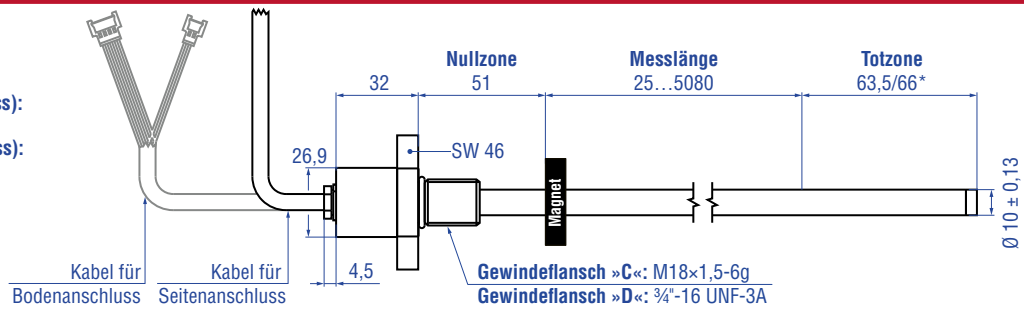 Nullzone
Messlänge
Totzone
32
51
25…5080
63,5/66*
ss):
ss):
26,9
SW 46
Magnet
Ø 10 ± 0,13
Kabel für
Bodenanschluss
Kabel für
Seitenanschluss
4,5
Gewindeflansch »C«: M18×1,5-6g
Gewindeflansch »D«: ¾"-16 UNF-3A